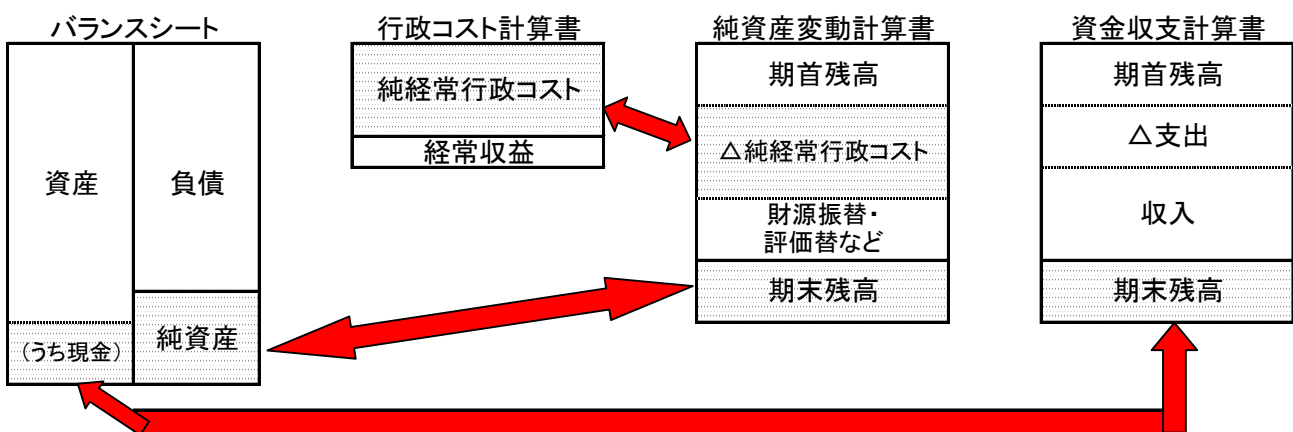 バランスシート
資産
(うち現金)
負債
純資産
行政コスト計算書
純経常行政コスト
経常収益
純資産変動計算書
期首残高
△純経常行政コスト
財源振替・
評価替など
期末残高
資金収支計算書
期首残高
△支出
収入
期末残高